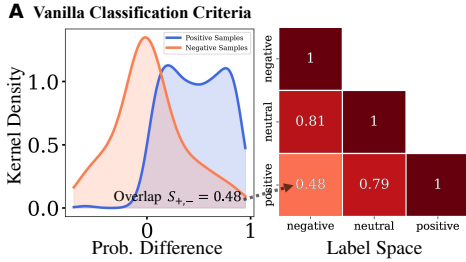 A Vanilla Classification Criteria
Positive Samples
Negative Samples
Kernel Density
1.0
0.5
0.0
Overlap S+,− = 0.48
0
1
Prob. Difference
negative
neutral
positive
1
0.81
1
0.48
0.79
1
negative
neutral
positive
Label Space